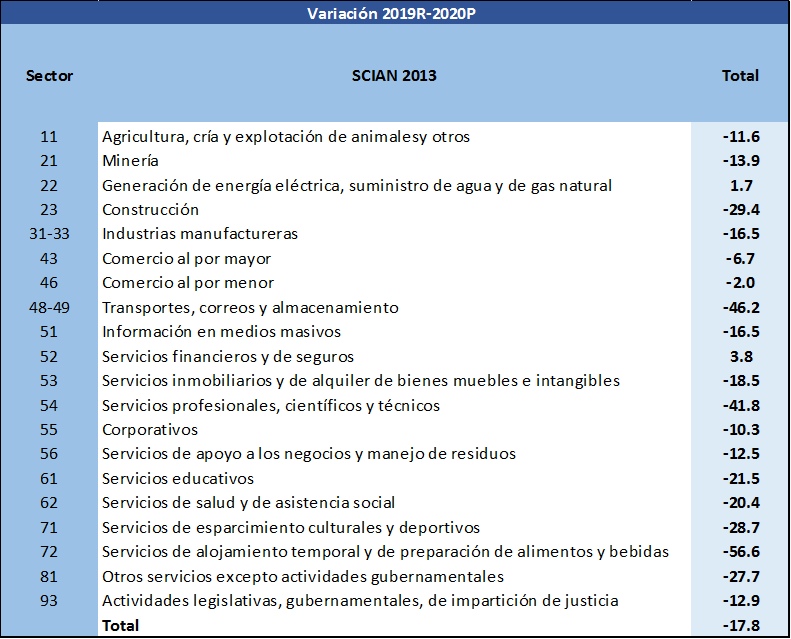 Variación 2019R-2020P
Sector SCIAN 2013 Total
11 Agricultura, cría y explotación de animalesy otros -11.6
21 Minería -13.9
22 Generación de energía eléctrica, suministro de agua y de gas natural 1.7
23 Construcción -29.4
31-33 Industrias manufactureras -16.5
43 Comercio al por mayor -6.7
46 Comercio al por menor -2.0
48-49 Transportes, correos y almacenamiento -46.2
51 Información en medios masivos -16.5
52 Servicios financieros y de seguros 3.8
53 Servicios inmobiliarios y de alquiler de bienes muebles e intangibles -18.5
54 Servicios profesionales, científicos y técnicos -41.8
55 Corporativos -10.3
56 Servicios de apoyo a los negocios y manejo de residuos -12.5
61 Servicios educativos -21.5
62 Servicios de salud y de asistencia social -20.4
71 Servicios de esparcimiento culturales y deportivos -28.7
72 Servicios de alojamiento temporal y de preparación de alimentos y bebidas -56.6
81 Otros servicios excepto actividades gubernamentales -27.7
93 Actividades legislativas, gubernamentales, de impartición de justicia -12.9
Total -17.8